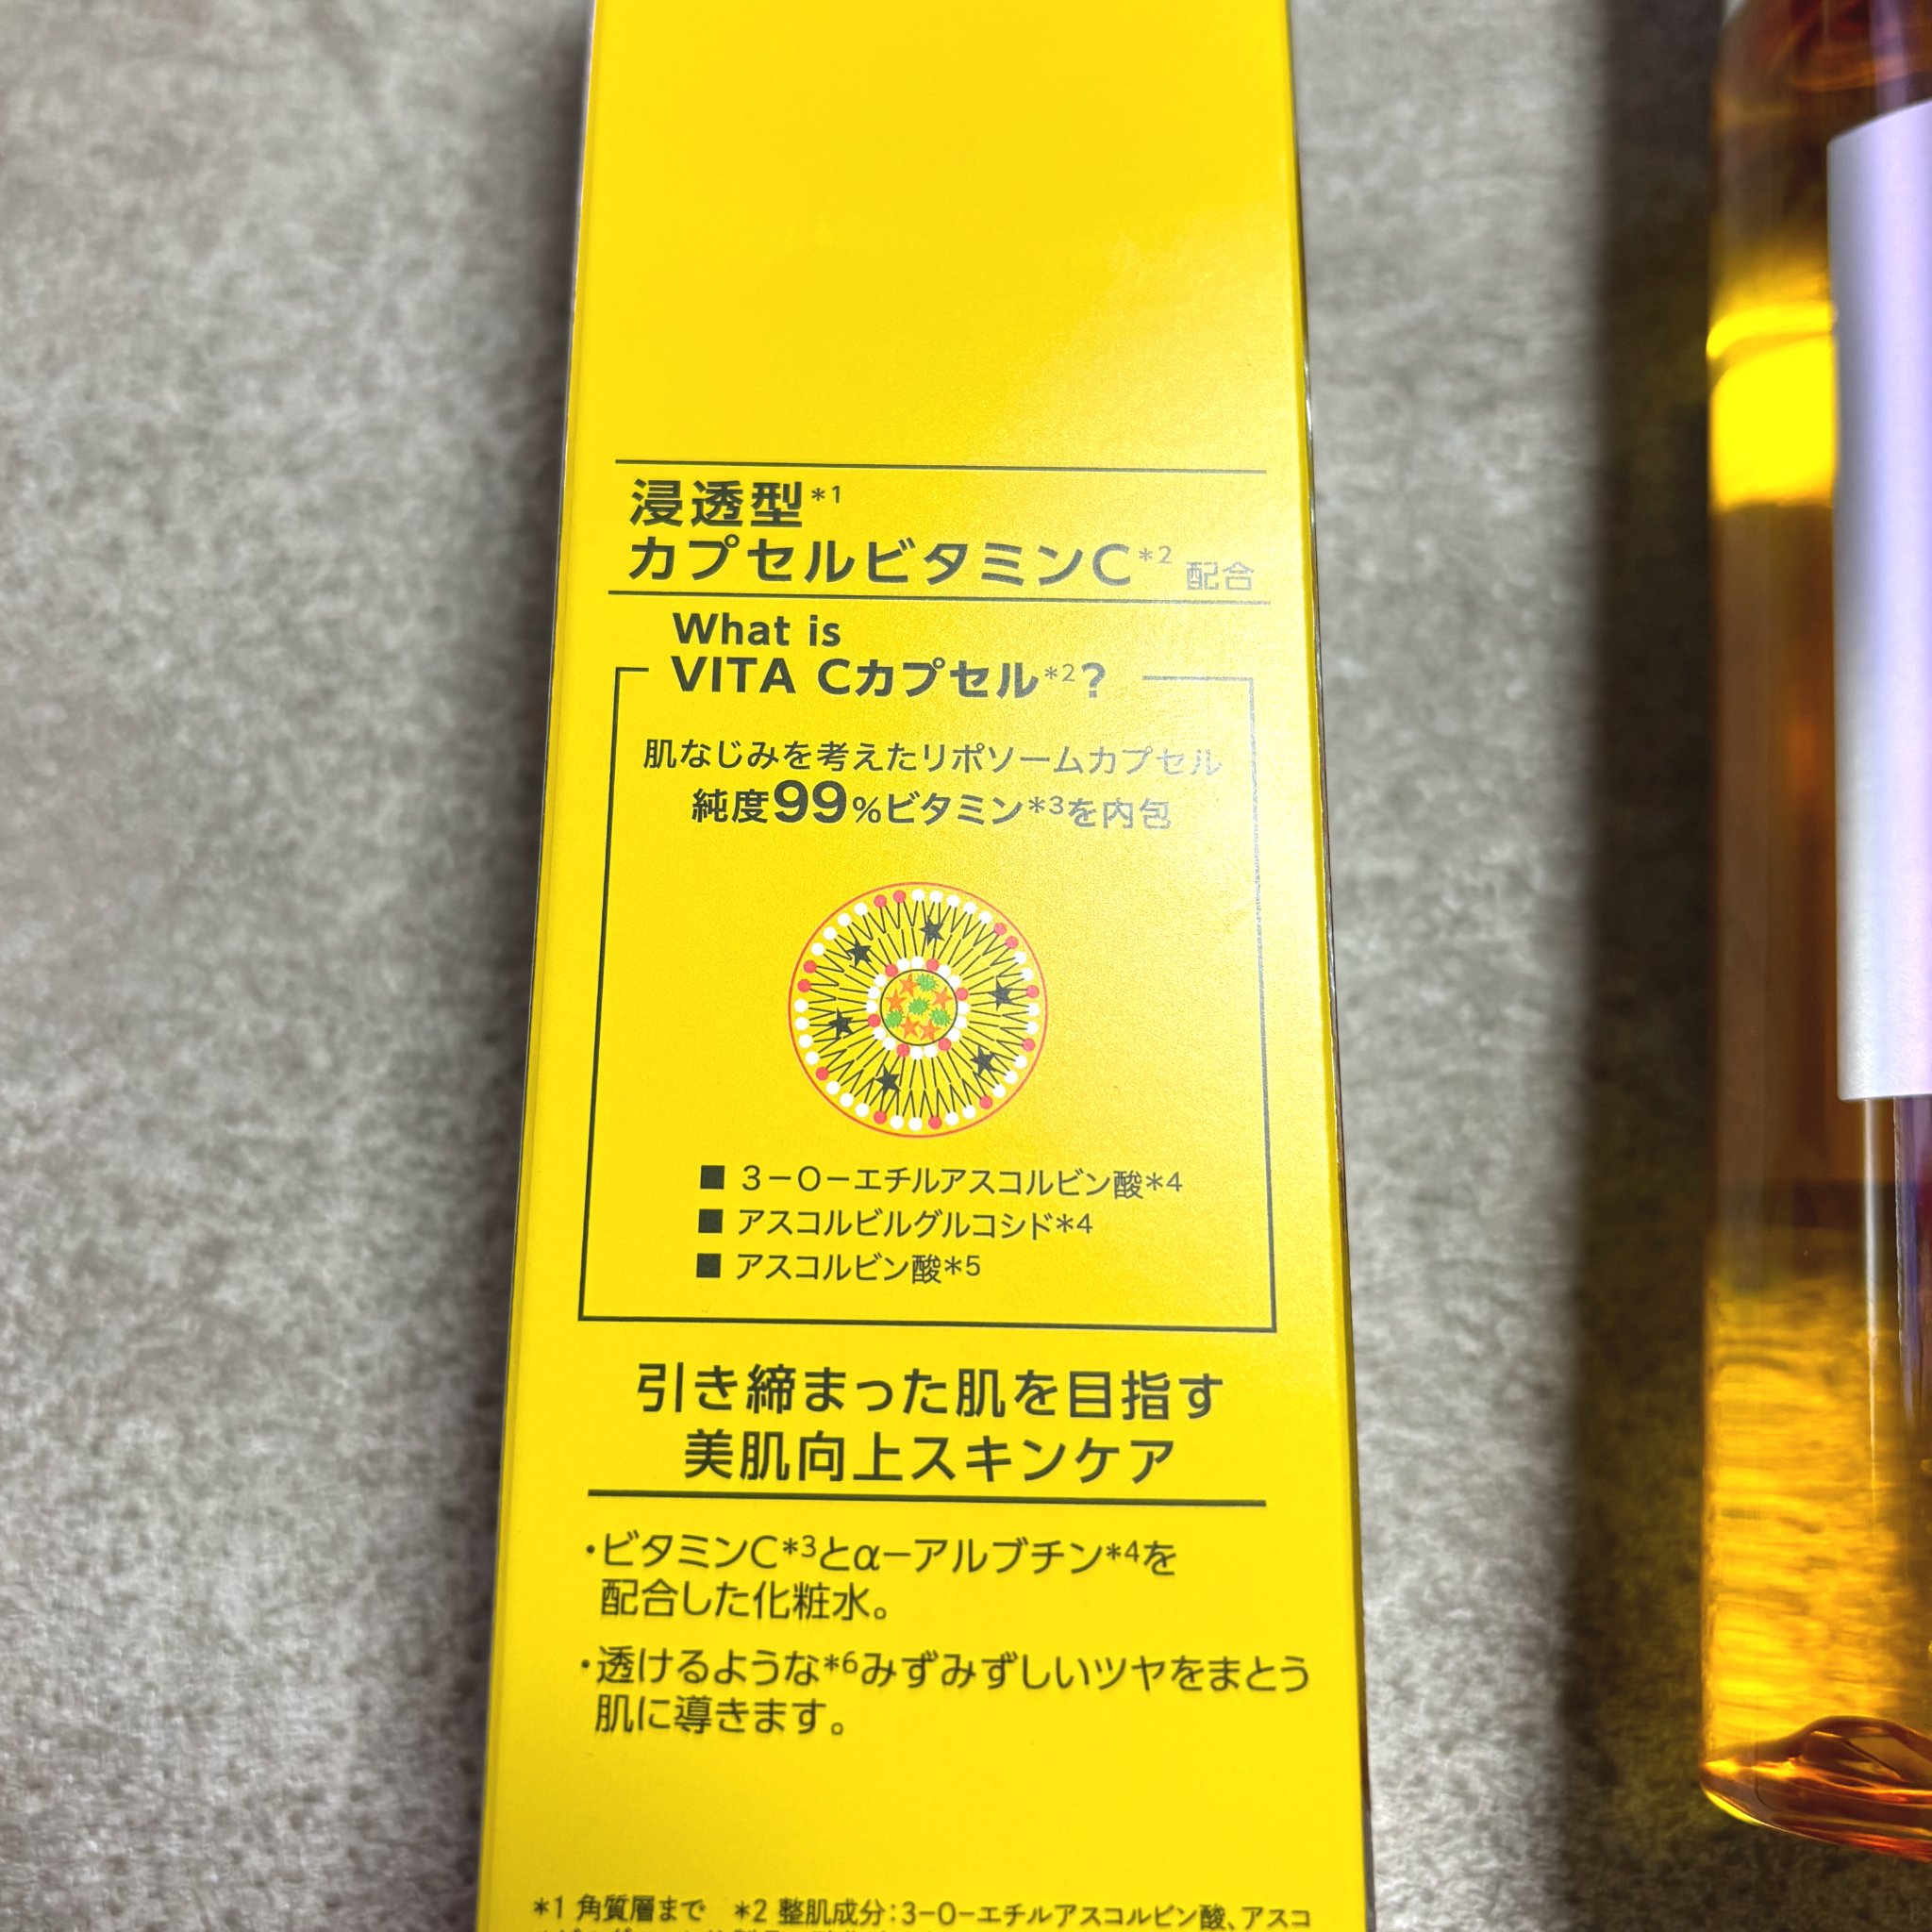 浸透型*1
カプセルビタミンC*2 配合
What is
VITA Cカプセル*2?
肌なじみを考えたリポソームカプセル
純度99%ビタミン*3を内包
■ 3-O-エチルアスコルビン酸*4
■ アスコルビルグルコシド*4
■ アスコルビン酸*5
引き締まった肌を目指す
美肌向上スキンケア
・ビタミンC*3とα-アルブチン*4を
配合した化粧水。
・透けるような*6みずみずしいツヤをまとう
肌に導きます。
*1 角質層まで *2 整肌成分:3-O-エチルアスコルビン酸、アスコ